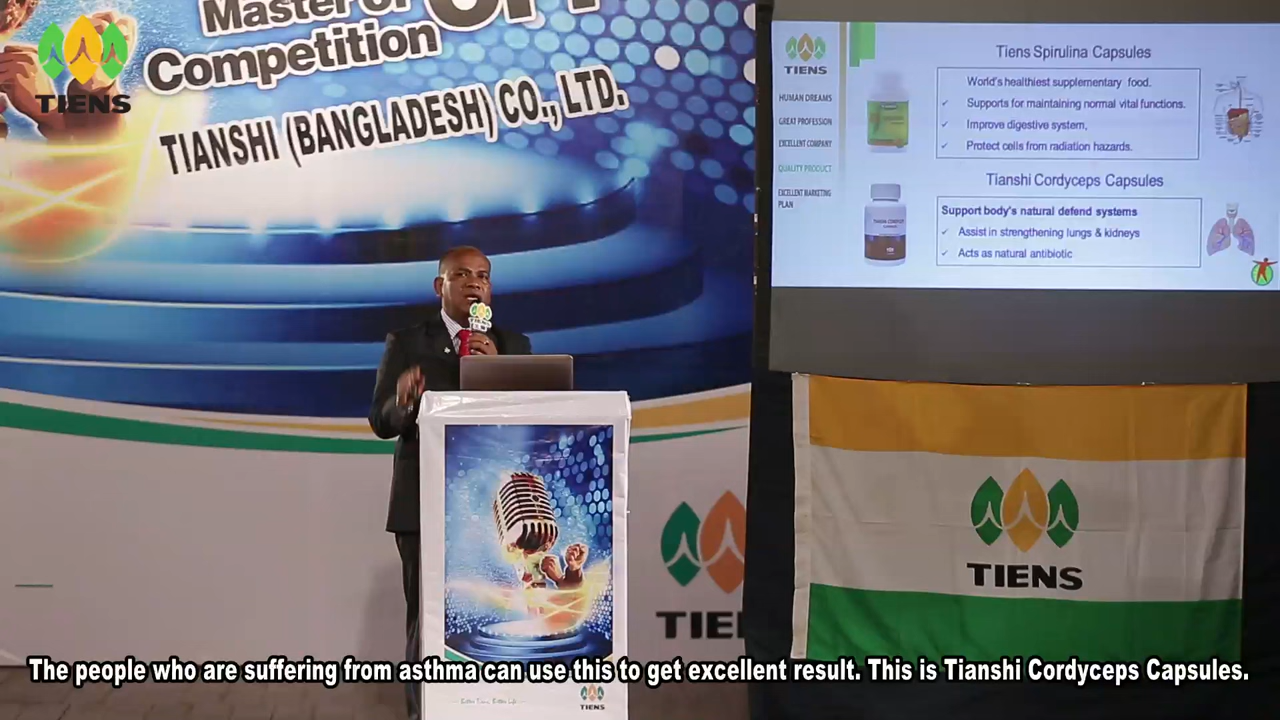 Master of
Competition
TIANSHI (BANGLADESH) CO., LTD.
TIENS
TIENS
HUMAN DREAMS
GREAT PROFESSION
EXCELLENT COMPANY
QUALITY PRODUCT
EXCELLENT MARKETING
PLAN
Tiens Spirulina Capsules
World's healthiest supplementary food.
✓ Supports for maintaining normal vital functions.
✓ Improve digestive system,
✓ Protect cells from radiation hazards.
Tianshi Cordyceps Capsules
Support body's natural defend systems
✓ Assist in strengthening lungs & kidneys
✓ Acts as natural antibiotic
TIENS
TIE
TIENS
The people who are suffering from asthma can use this to get excellent result. This is Tianshi Cordyceps Capsules.